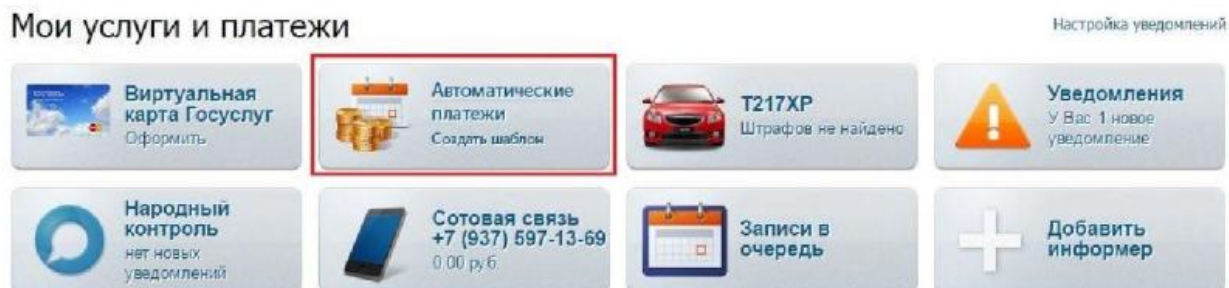 Мои услуги и платежи
Настройка уведомлений
Виртуальная
карта Госуслуг
Оформить
Автоматические
платежи
Создать шаблон
Т217ХР
Штрафов не найдено
Уведомления
У Вас 1 новое
уведомление
Народный
контроль
нет новых
уведомлений
Сотовая связь
+7 (937) 597-13-69
0.00 руб.
Записи в
очередь
Добавить
информер